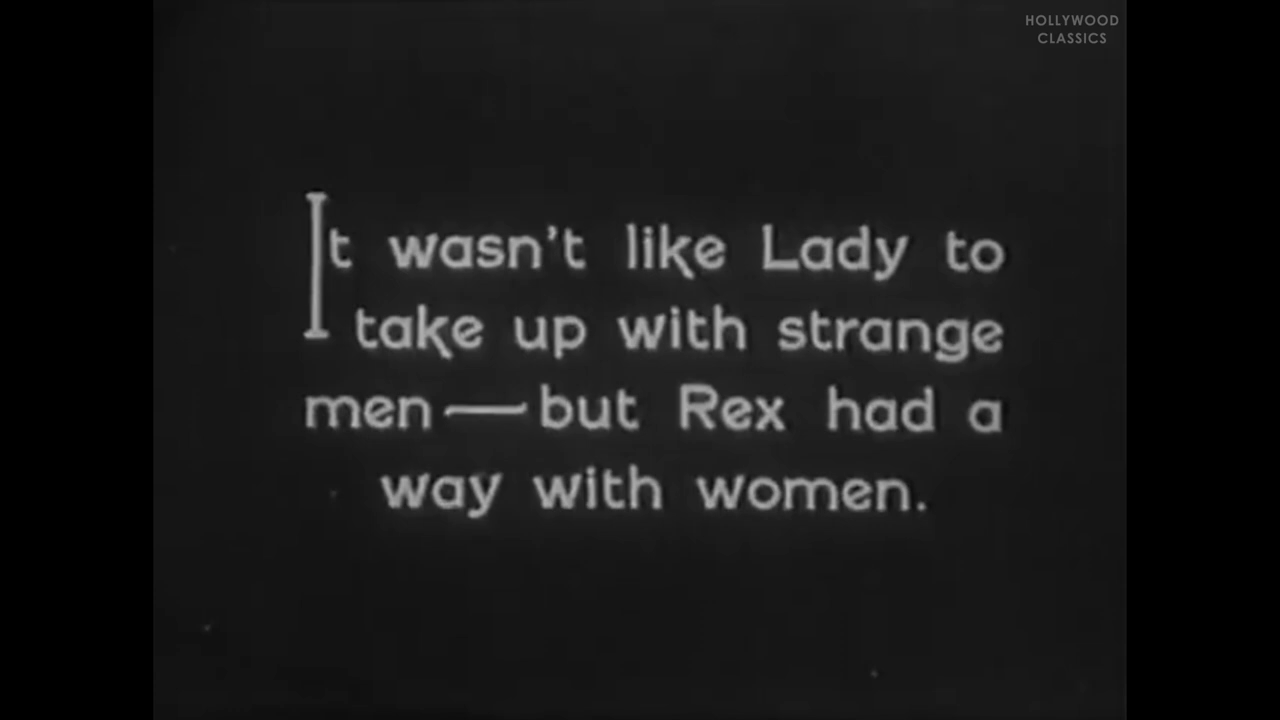 HOLLYWOOD
CLASSICS
It wasn't like Lady to
take up with strange
men — but Rex had a
way with women.